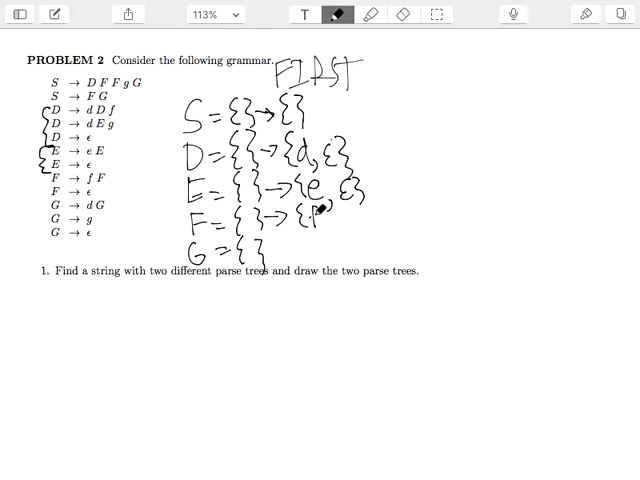 113%
T
PROBLEM 2 Consider the following grammar.
FIRST
S → D F F g G
S → F G
D → d D f
D → d E g
D → ϵ
E → e E
E → ϵ
F → f F
F → ϵ
G → d G
G → g
G → ϵ
S = {} → {}
D = {} → {d, ε}
E = {} → {e, ε}
F = {} → {f,
G = {}
1. Find a string with two different parse trees and draw the two parse trees.